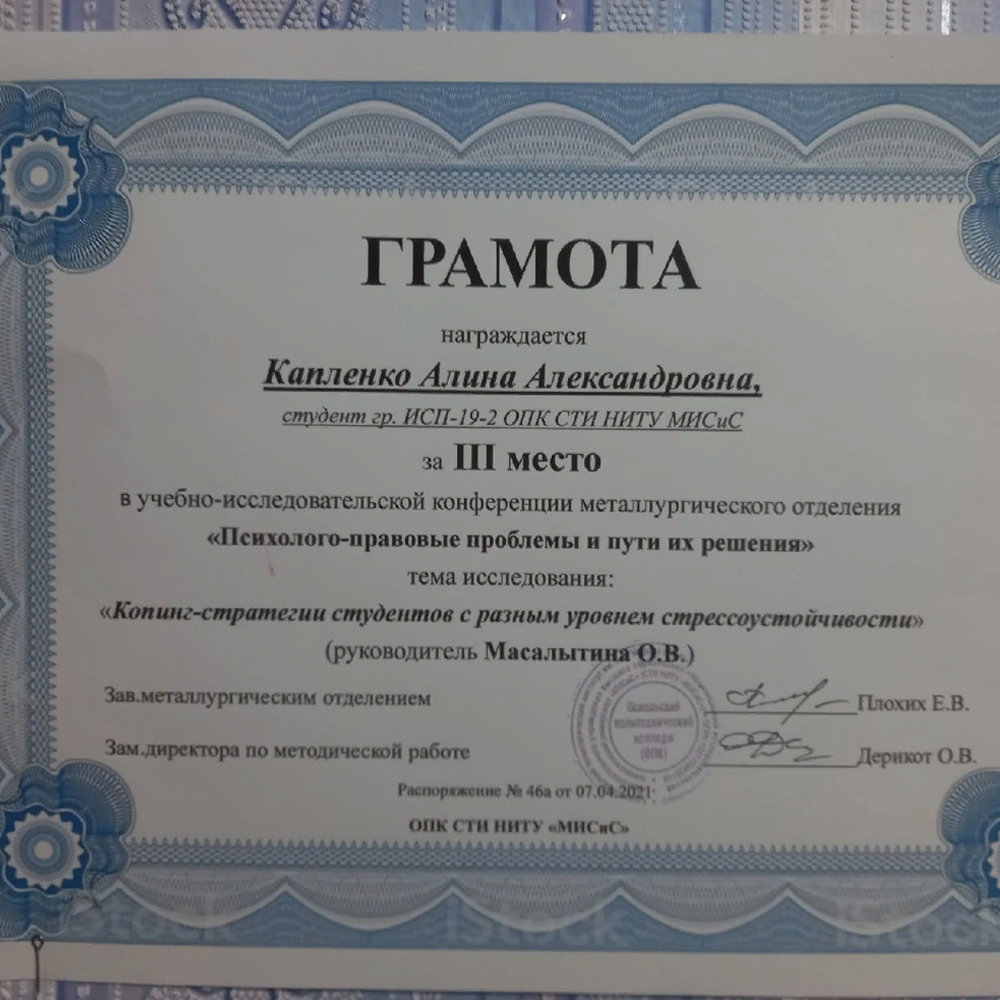 ГРАМОТА
награждается
Капленко Алина Александровна,
студент гр. ИСП-19-2 ОПК СТИ НИТУ МИСиС
за III место
в учебно-исследовательской конференции металлургического отделения
«Психолого-правовые проблемы и пути их решения»
тема исследования:
«Копинг-стратегии студентов с разным уровнем стрессоустойчивости»
(руководитель Масалытина О.В.)
Зав.металлургическим отделением Плохих Е.В.
Оскольский
политехнический
колледж
(ОПК)
Зам.директора по методической работе Дерикот О.В.
Распоряжение № 46а от 07.04.2021
ОПК СТИ НИТУ «МИСиС»
iStock iStock iStock